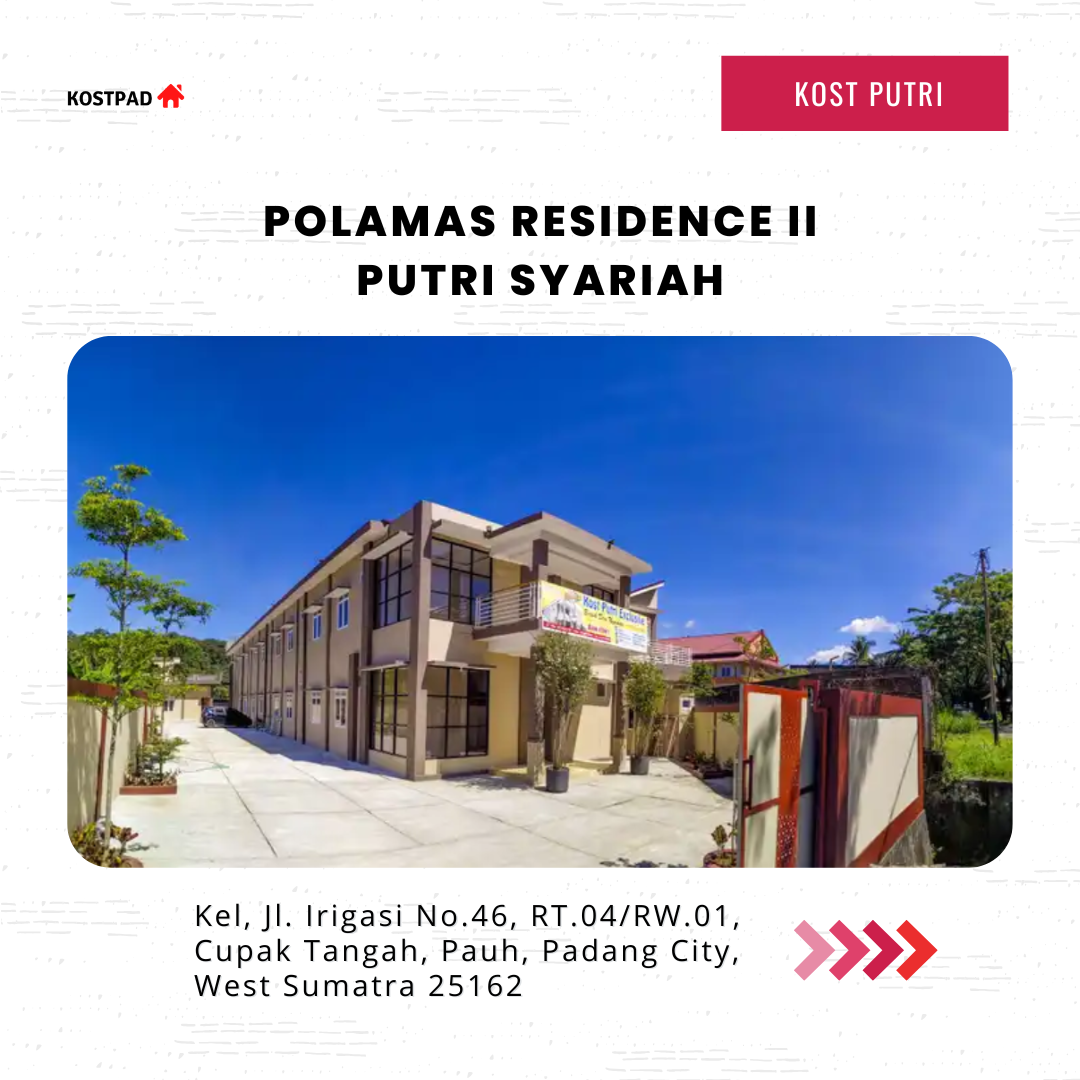 KOSTPAD
KOST PUTRI
POLAMAS RESIDENCE II
PUTRI SYARIAH
Kost Putri Exclusive
Kel, Jl. Irigasi No.46, RT.04/RW.01,
Cupak Tangah, Pauh, Padang City,
West Sumatra 25162